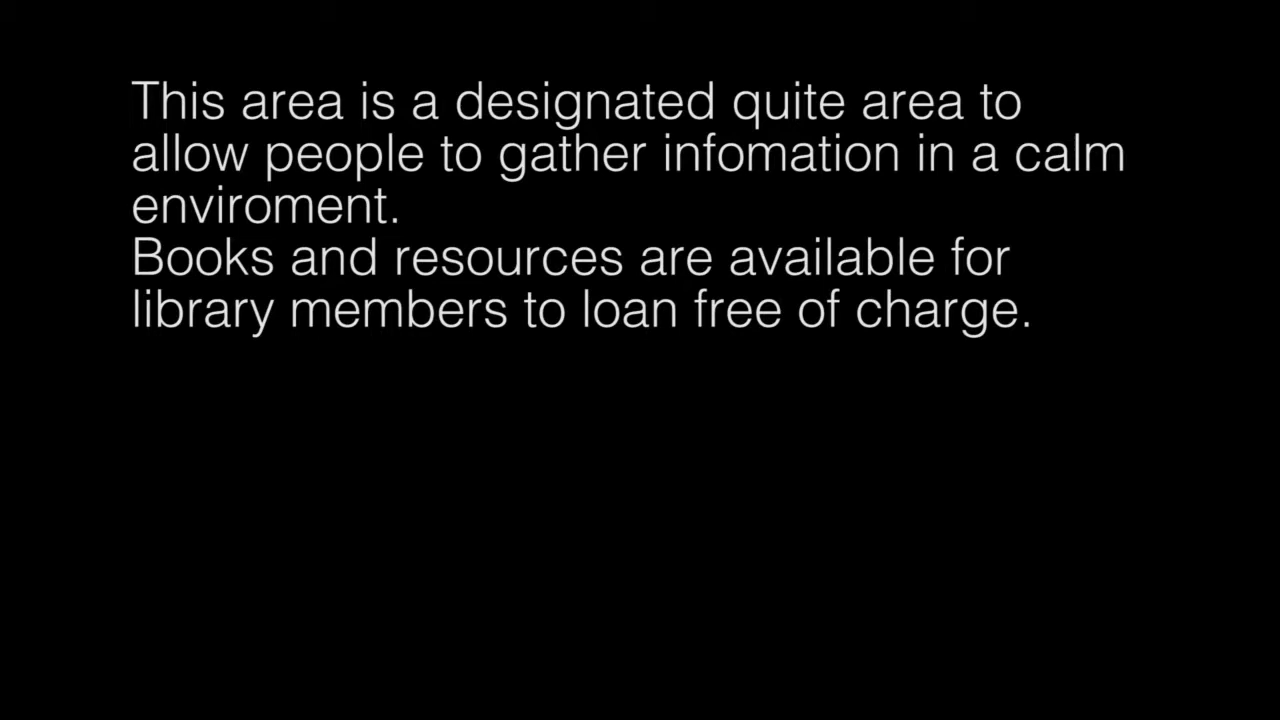 This area is a designated quite area to
allow people to gather infomation in a calm
enviroment.
Books and resources are available for
library members to loan free of charge.